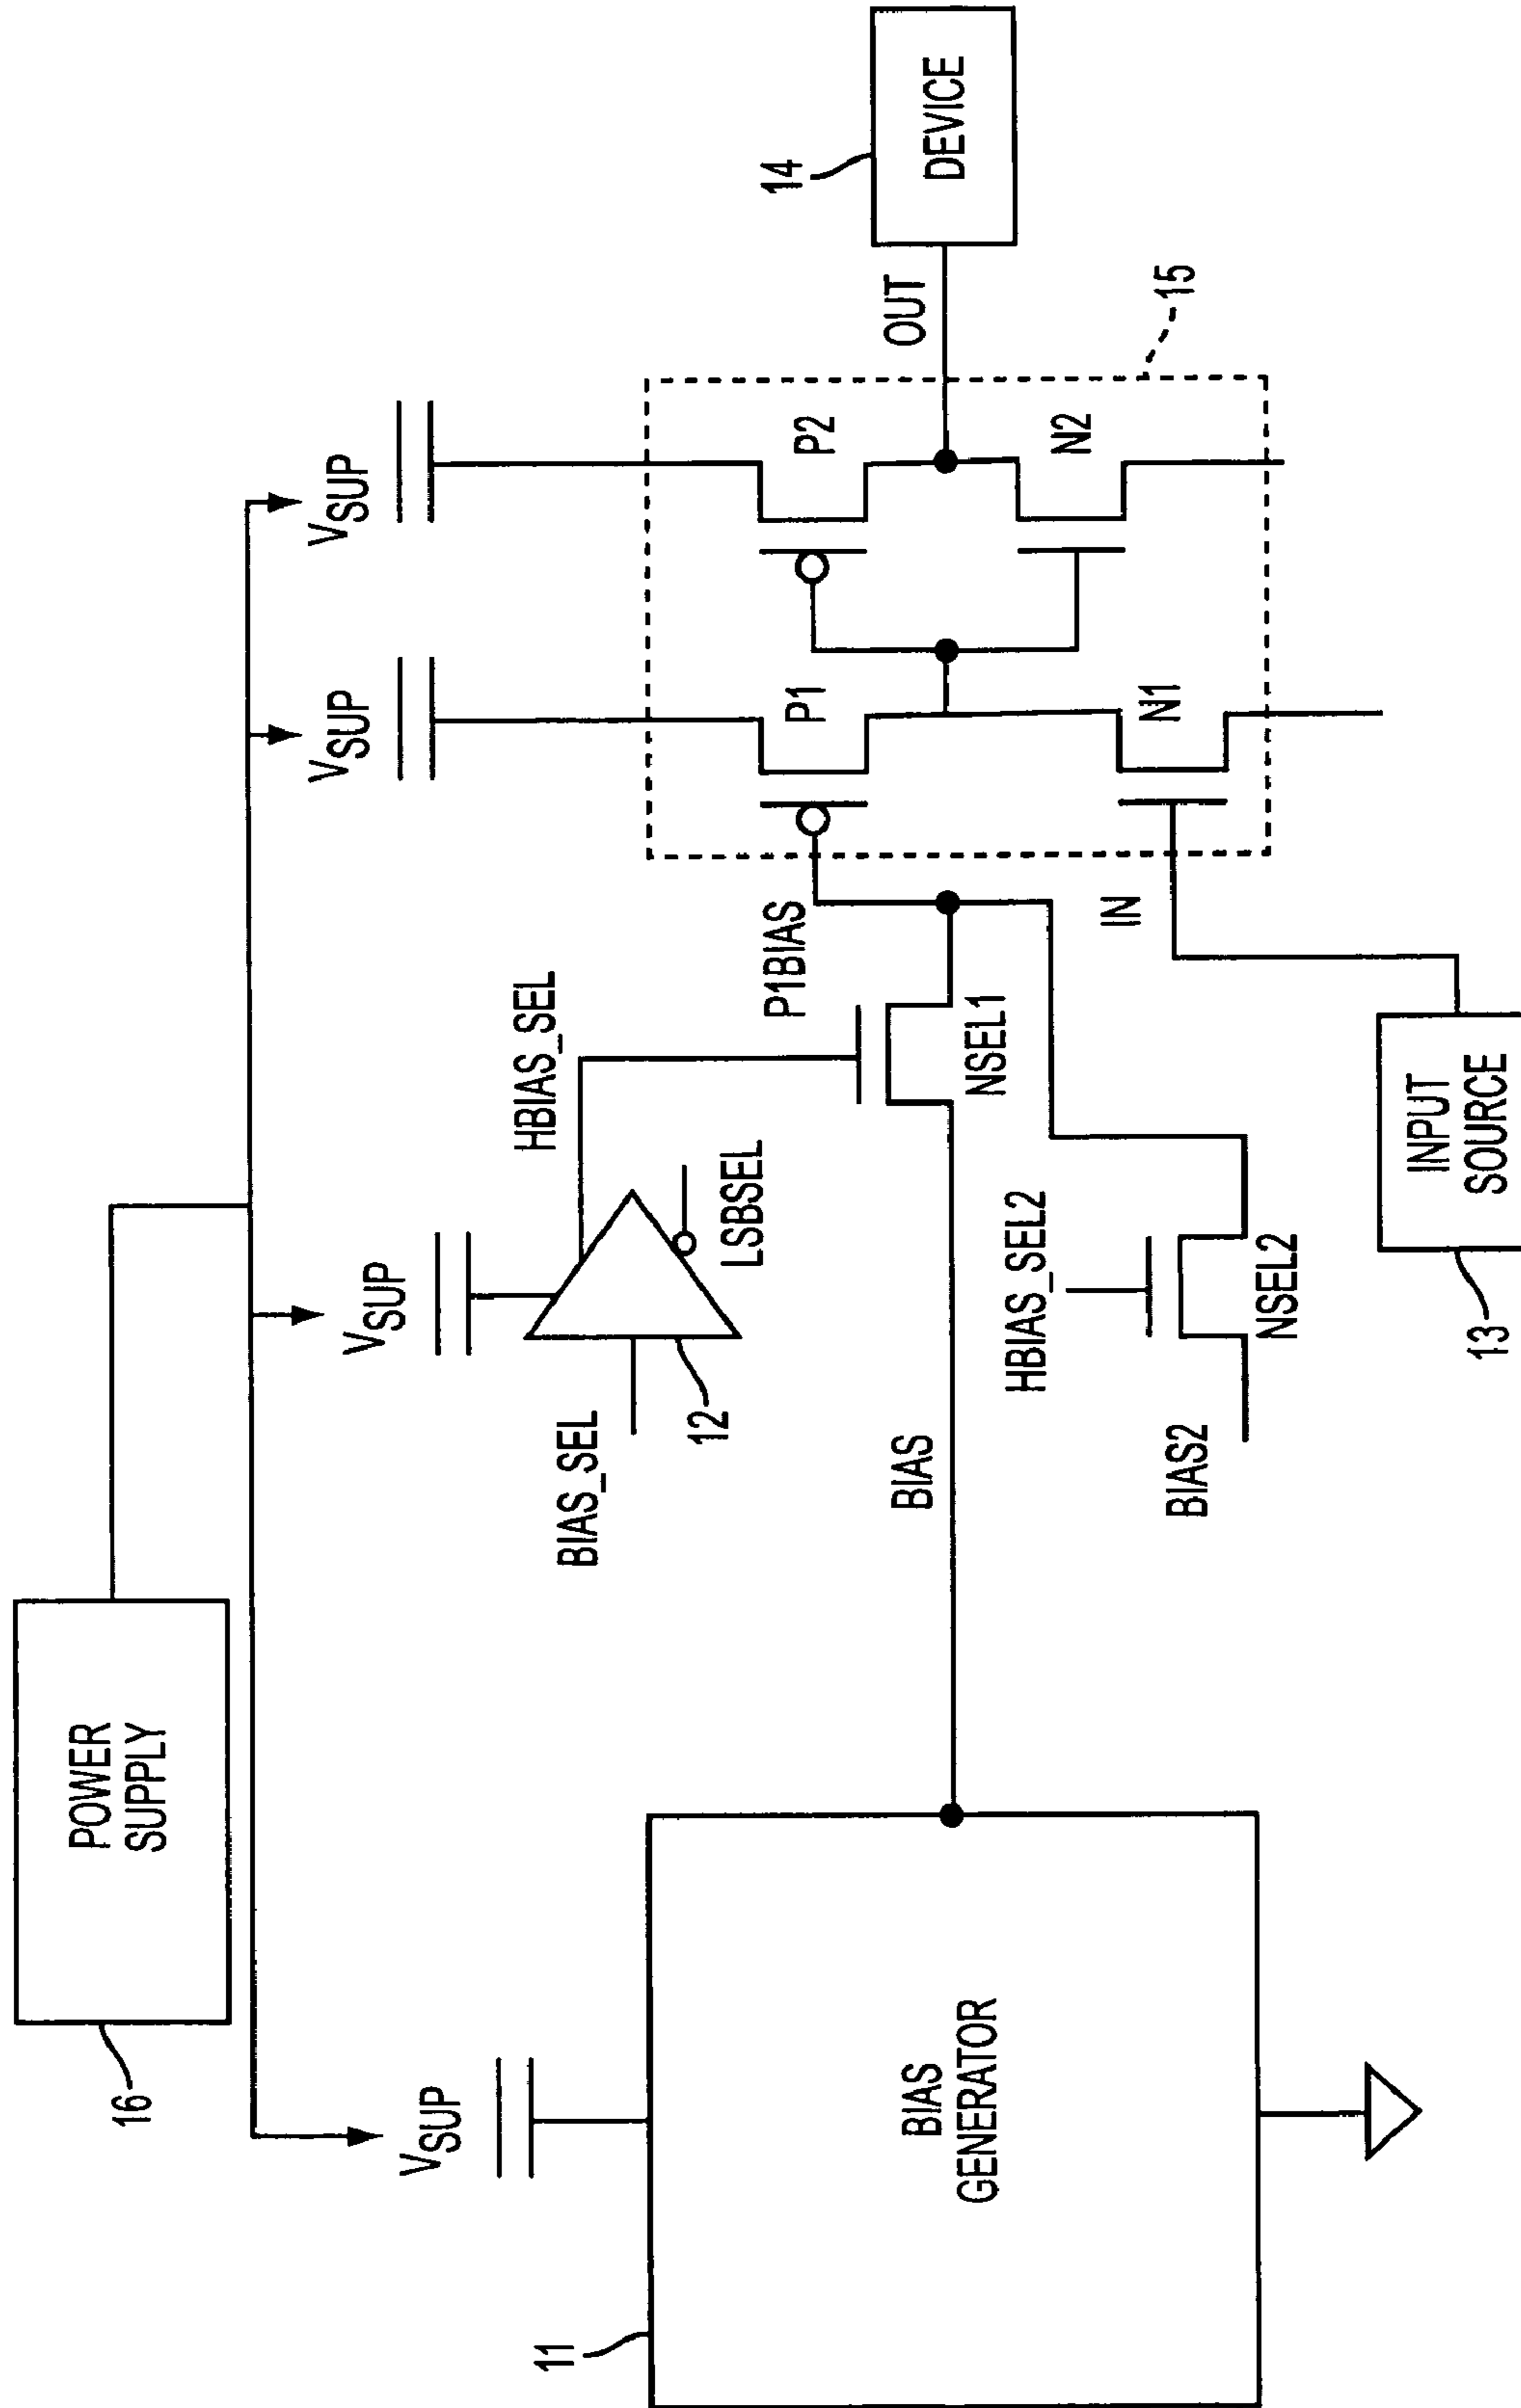 POWER
SUPPLY
16
VSUP
VSUP
VSUP
VSUP
BIAS_SEL
12
HBIAS_SEL
LSBSEL
P1BIAS
NSEL1
P1
P2
N1
N2
OUT
14
DEVICE
15
11
BIAS
GENERATOR
BIAS
HBIAS_SEL2
BIAS2
NSEL2
IN
INPUT
SOURCE
13